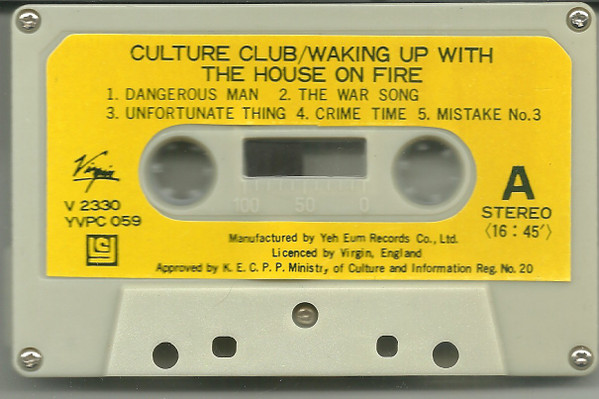 CULTURE CLUB/WAKING UP WITH
THE HOUSE ON FIRE
1. DANGEROUS MAN 2. THE WAR SONG
3. UNFORTUNATE THING 4. CRIME TIME 5. MISTAKE No.3
Virgin
V 2330
YVPC 059
100 50 0
A
STEREO
(16:45')
Manufactured by Yeh Eum Records Co., Ltd.
Licenced by Virgin, England
Approved by K. E. C. P. P. Ministry of Culture and Information Reg. No. 20